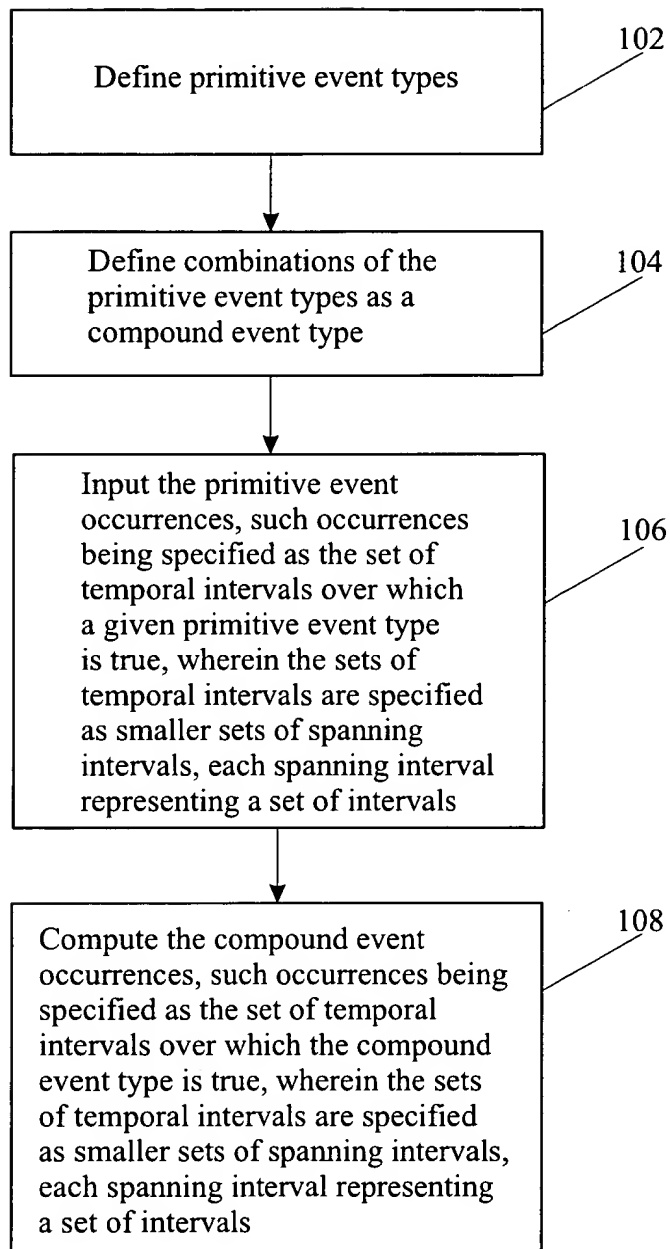 102
Define primitive event types
104
Define combinations of the
primitive event types as a
compound event type
106
Input the primitive event
occurrences, such occurrences
being specified as the set of
temporal intervals over which
a given primitive event type
is true, wherein the sets of
temporal intervals are specified
as smaller sets of spanning
intervals, each spanning interval
representing a set of intervals
108
Compute the compound event
occurrences, such occurrences being
specified as the set of temporal
intervals over which the compound
event type is true, wherein the sets
of temporal intervals are specified
as smaller sets of spanning intervals,
each spanning interval representing
a set of intervals